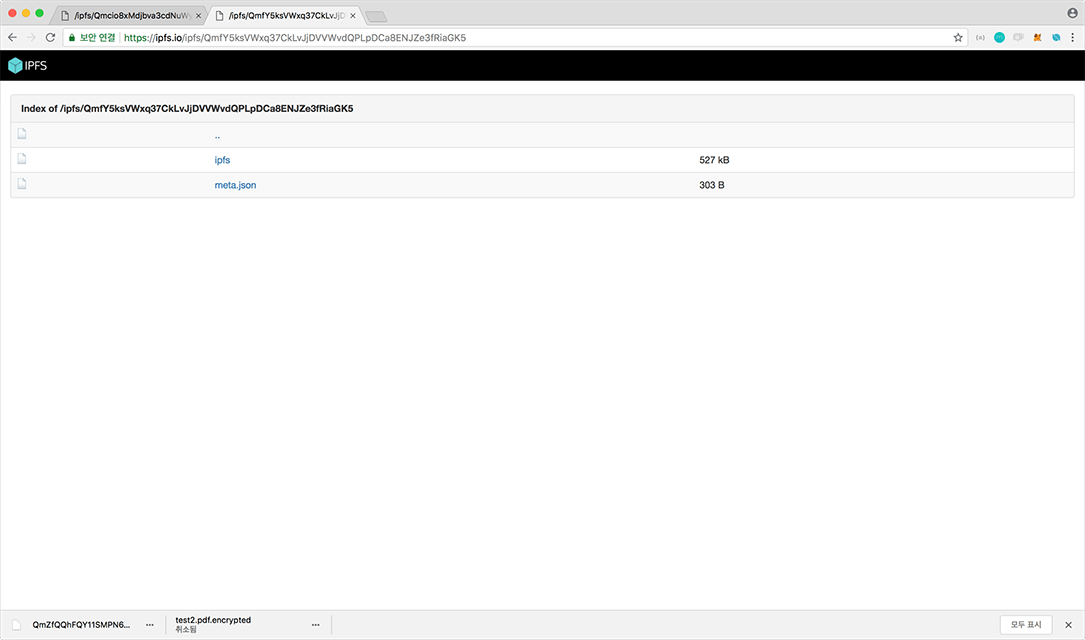 /ipfs/Qmcio8xMdjbva3cdNuWy
/ipfs/QmfY5ksVWxq37CkLvJjD
보안 연결
https://ipfs.io/ipfs/QmfY5ksVWxq37CkLvJjDVVWvdQPLpDCa8ENJZe3fRiaGK5
IPFS
Index of /ipfs/QmfY5ksVWxq37CkLvJjDVVWvdQPLpDCa8ENJZe3fRiaGK5
..
ipfs 527 kB
meta.json 303 B
QmZfQQhFQY11SMPN6...
test2.pdf.encrypted
취소됨
모두 표시